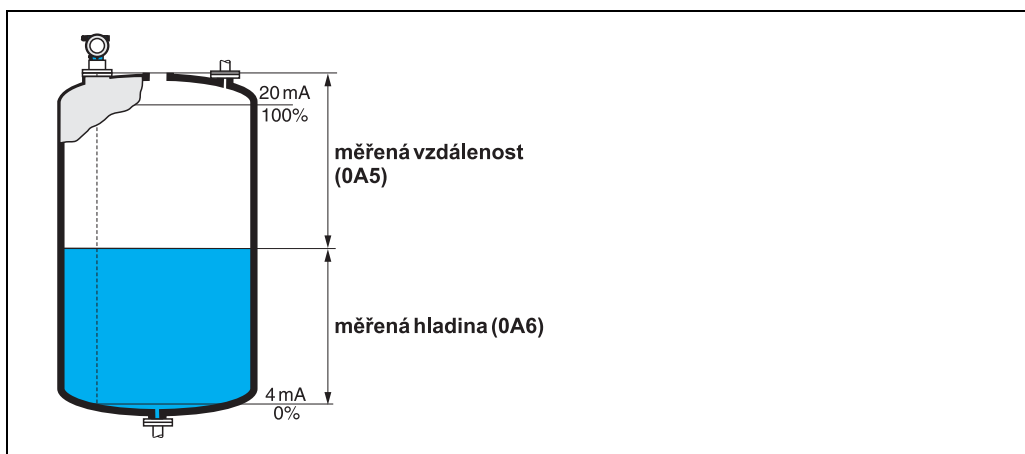 20 mA
100%
měřená vzdálenost
(0A5)
měřená hladina (0A6)
4 mA
0%